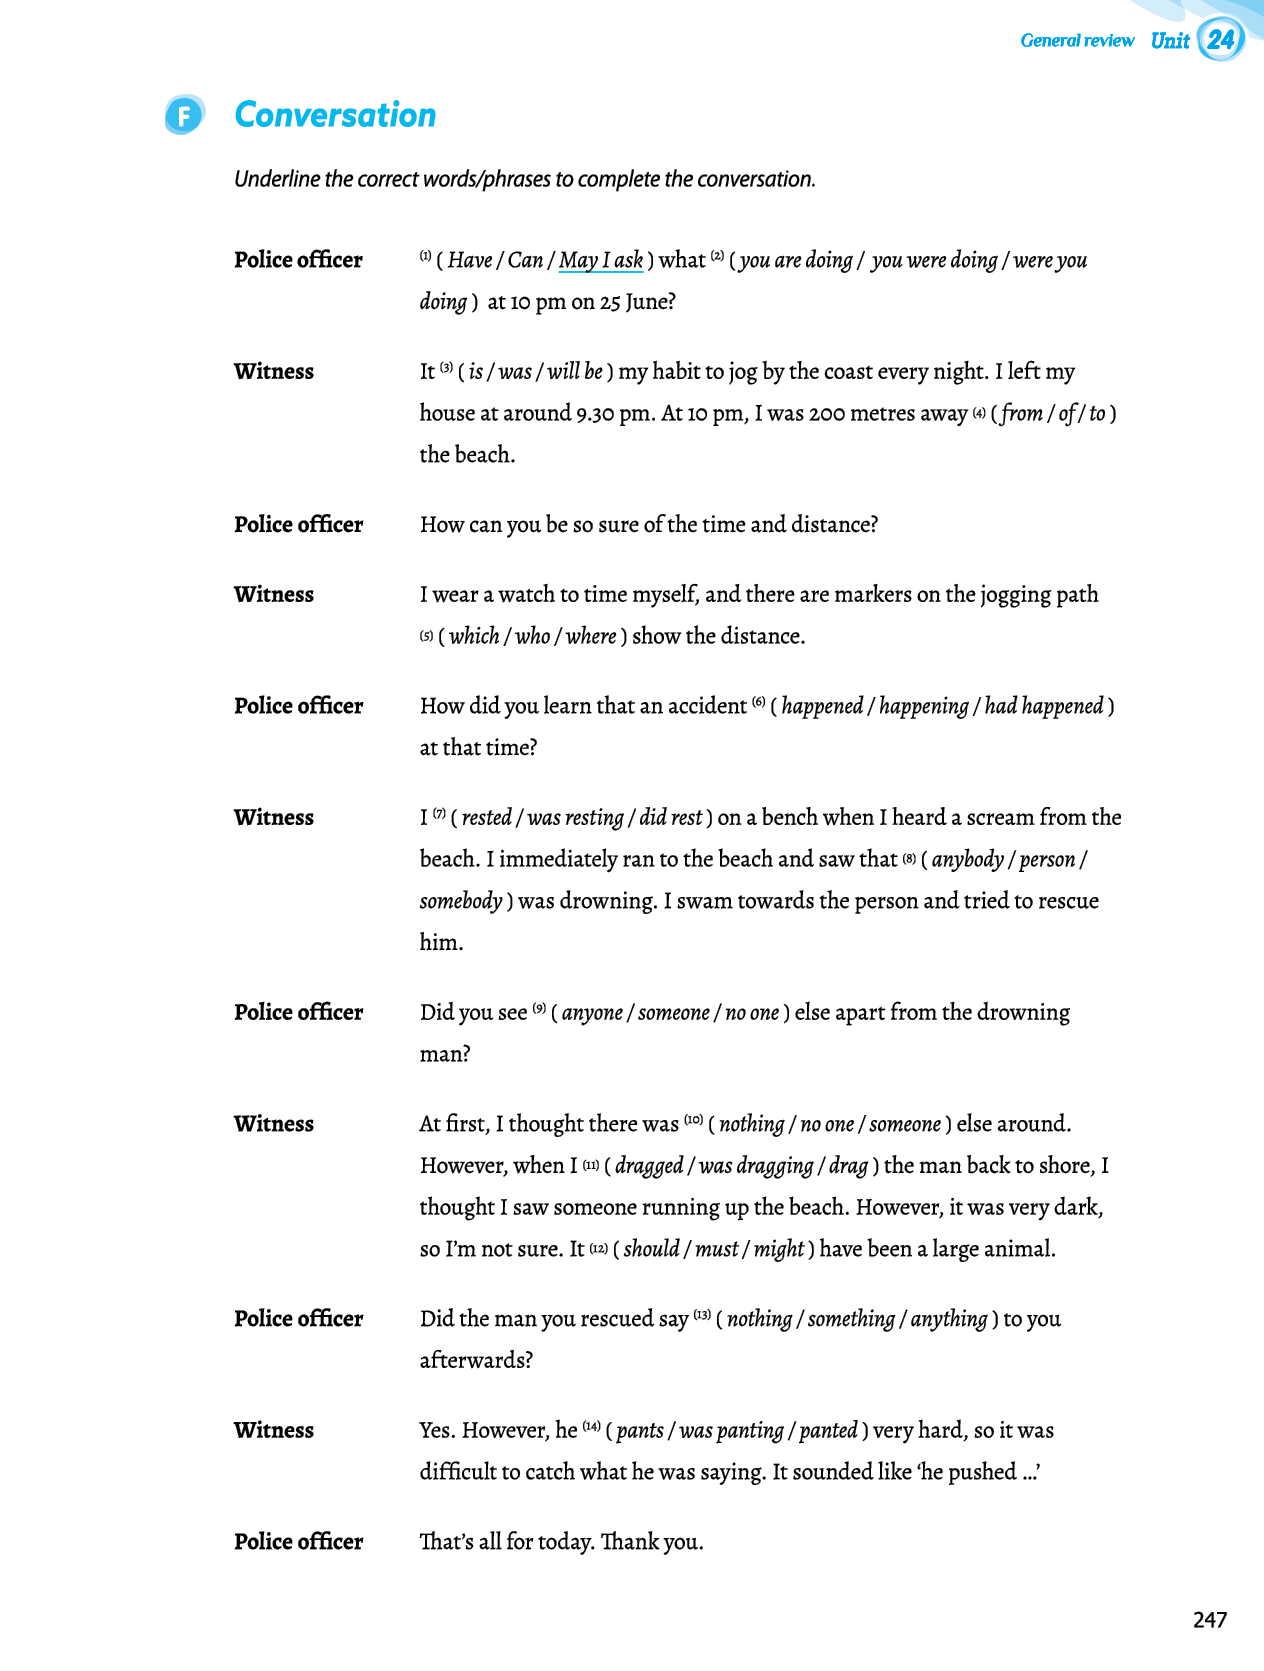 General review Unit 24
F Conversation
Underline the correct words/phrases to complete the conversation.
Police officer (1) ( Have / Can / May I ask ) what (2) ( you are doing / you were doing / were you
doing ) at 10 pm on 25 June?
Witness It (3) ( is / was / will be ) my habit to jog by the coast every night. I left my
house at around 9.30 pm. At 10 pm, I was 200 metres away (4) ( from / of / to )
the beach.
Police officer How can you be so sure of the time and distance?
Witness I wear a watch to time myself, and there are markers on the jogging path
(5) ( which / who / where ) show the distance.
Police officer How did you learn that an accident (6) ( happened / happening / had happened )
at that time?
Witness I (7) ( rested / was resting / did rest ) on a bench when I heard a scream from the
beach. I immediately ran to the beach and saw that (8) ( anybody / person /
somebody ) was drowning. I swam towards the person and tried to rescue
him.
Police officer Did you see (9) ( anyone / someone / no one ) else apart from the drowning
man?
Witness At first, I thought there was (10) ( nothing / no one / someone ) else around.
However, when I (11) ( dragged / was dragging / drag ) the man back to shore, I
thought I saw someone running up the beach. However, it was very dark,
so I'm not sure. It (12) ( should / must / might ) have been a large animal.
Police officer Did the man you rescued say (13) ( nothing / something / anything ) to you
afterwards?
Witness Yes. However, he (14) ( pants / was panting / panted ) very hard, so it was
difficult to catch what he was saying. It sounded like ‘he pushed ...’
Police officer That's all for today. Thank you.
247